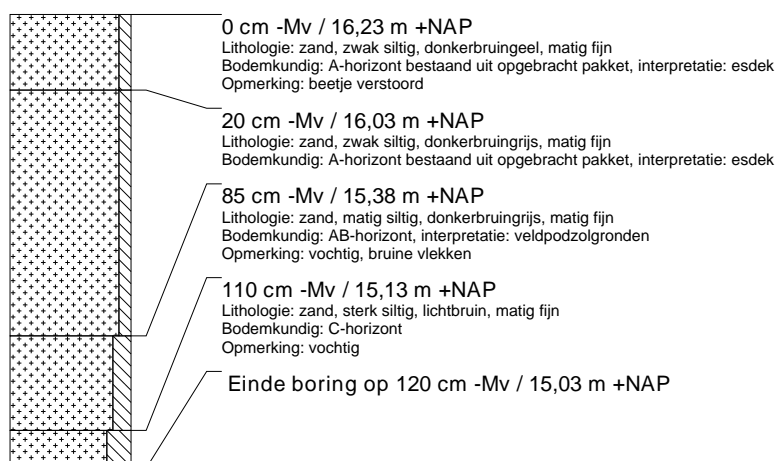 0 cm -Mv / 16,23 m +NAP
Lithologie: zand, zwak siltig, donkerbruingeel, matig fijn
Bodemkundig: A-horizont bestaand uit opgebracht pakket, interpretatie: esdek
Opmerking: beetje verstoord
20 cm -Mv / 16,03 m +NAP
Lithologie: zand, zwak siltig, donkerbruingrijs, matig fijn
Bodemkundig: A-horizont bestaand uit opgebracht pakket, interpretatie: esdek
85 cm -Mv / 15,38 m +NAP
Lithologie: zand, matig siltig, donkerbruingrijs, matig fijn
Bodemkundig: AB-horizont, interpretatie: veldpodzolgronden
Opmerking: vochtig, bruine vlekken
110 cm -Mv / 15,13 m +NAP
Lithologie: zand, sterk siltig, lichtbruin, matig fijn
Bodemkundig: C-horizont
Opmerking: vochtig
Einde boring op 120 cm -Mv / 15,03 m +NAP